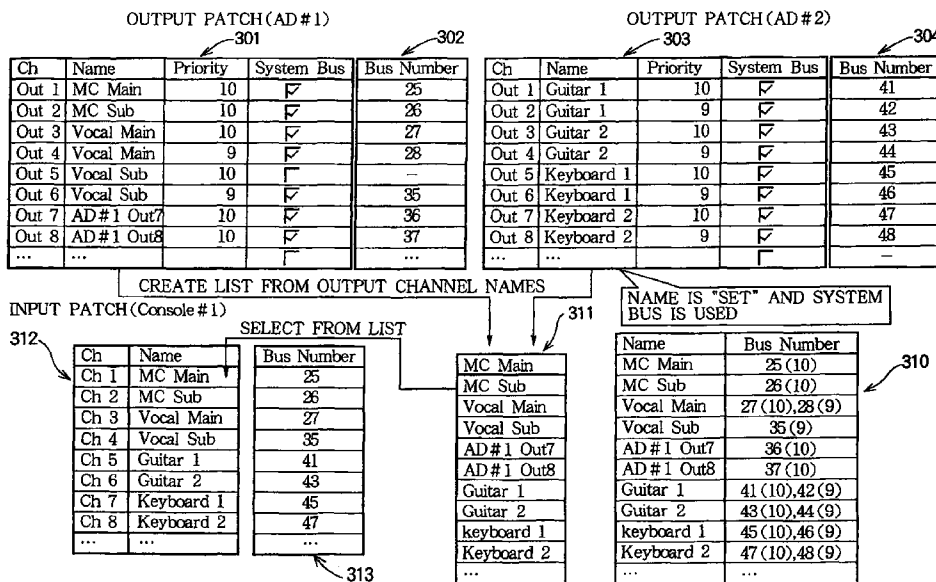 OUTPUT PATCH(AD#1)
301
302
Ch Name Priority System Bus Bus Number
Out 1 MC Main 10 25
Out 2 MC Sub 10 26
Out 3 Vocal Main 10 27
Out 4 Vocal Main 9 28
Out 5 Vocal Sub 10 −
Out 6 Vocal Sub 9 35
Out 7 AD#1 Out7 10 36
Out 8 AD#1 Out8 10 37
... ... ...
OUTPUT PATCH(AD#2)
303
304
Ch Name Priority System Bus Bus Number
Out 1 Guitar 1 10 41
Out 2 Guitar 1 9 42
Out 3 Guitar 2 10 43
Out 4 Guitar 2 9 44
Out 5 Keyboard 1 10 45
Out 6 Keyboard 1 9 46
Out 7 Keyboard 2 10 47
Out 8 Keyboard 2 9 48
... ... −
CREATE LIST FROM OUTPUT CHANNEL NAMES
NAME IS "SET" AND SYSTEM
BUS IS USED
INPUT PATCH(Console#1)
SELECT FROM LIST
312
Ch Name Bus Number
Ch 1 MC Main 25
Ch 2 MC Sub 26
Ch 3 Vocal Main 27
Ch 4 Vocal Sub 35
Ch 5 Guitar 1 41
Ch 6 Guitar 2 43
Ch 7 Keyboard 1 45
Ch 8 Keyboard 2 47
... ... ...
313
311
MC Main
MC Sub
Vocal Main
Vocal Sub
AD#1 Out7
AD#1 Out8
Guitar 1
Guitar 2
keyboard 1
Keyboard 2
...
310
Name Bus Number
MC Main 25(10)
MC Sub 26(10)
Vocal Main 27(10),28(9)
Vocal Sub 35(9)
AD#1 Out7 36(10)
AD#1 Out8 37(10)
Guitar 1 41(10),42(9)
Guitar 2 43(10),44(9)
keyboard 1 45(10),46(9)
Keyboard 2 47(10),48(9)
... ...